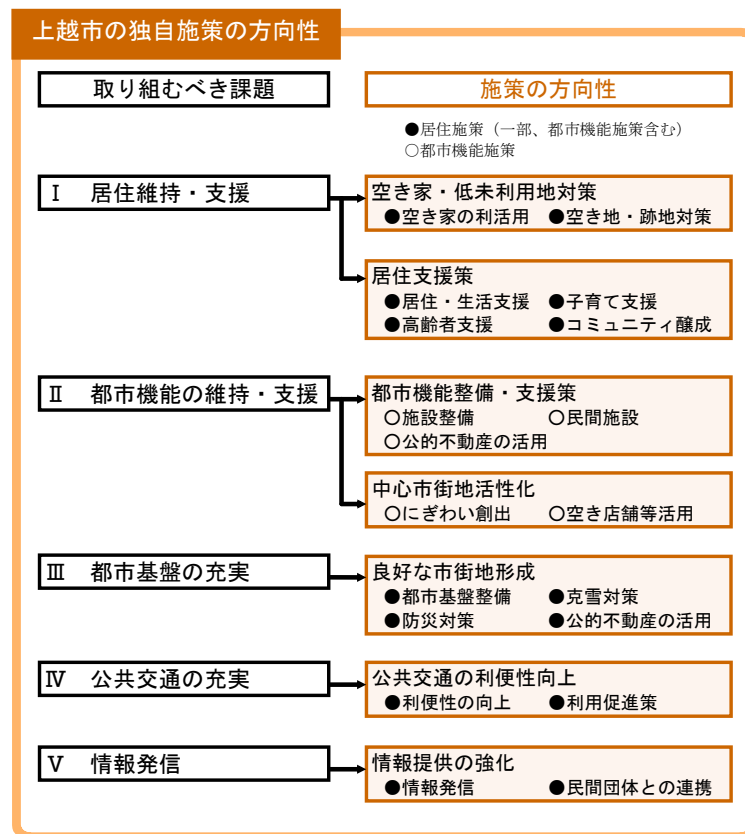 上越市の独自施策の方向性
取り組むべき課題
施策の方向性
●居住施策（一部、都市機能施策含む）
○都市機能施策
Ⅰ 居住維持・支援
空き家・低未利用地対策
●空き家の利活用 ●空き地・跡地対策
居住支援策
●居住・生活支援 ●子育て支援
●高齢者支援 ●コミュニティ醸成
Ⅱ 都市機能の維持・支援
都市機能整備・支援策
○施設整備 ○民間施設
○公的不動産の活用
中心市街地活性化
○にぎわい創出 ○空き店舗等活用
Ⅲ 都市基盤の充実
良好な市街地形成
●都市基盤整備 ●克雪対策
●防災対策 ●公的不動産の活用
Ⅳ 公共交通の充実
公共交通の利便性向上
●利便性の向上 ●利用促進策
Ⅴ 情報発信
情報提供の強化
●情報発信 ●民間団体との連携